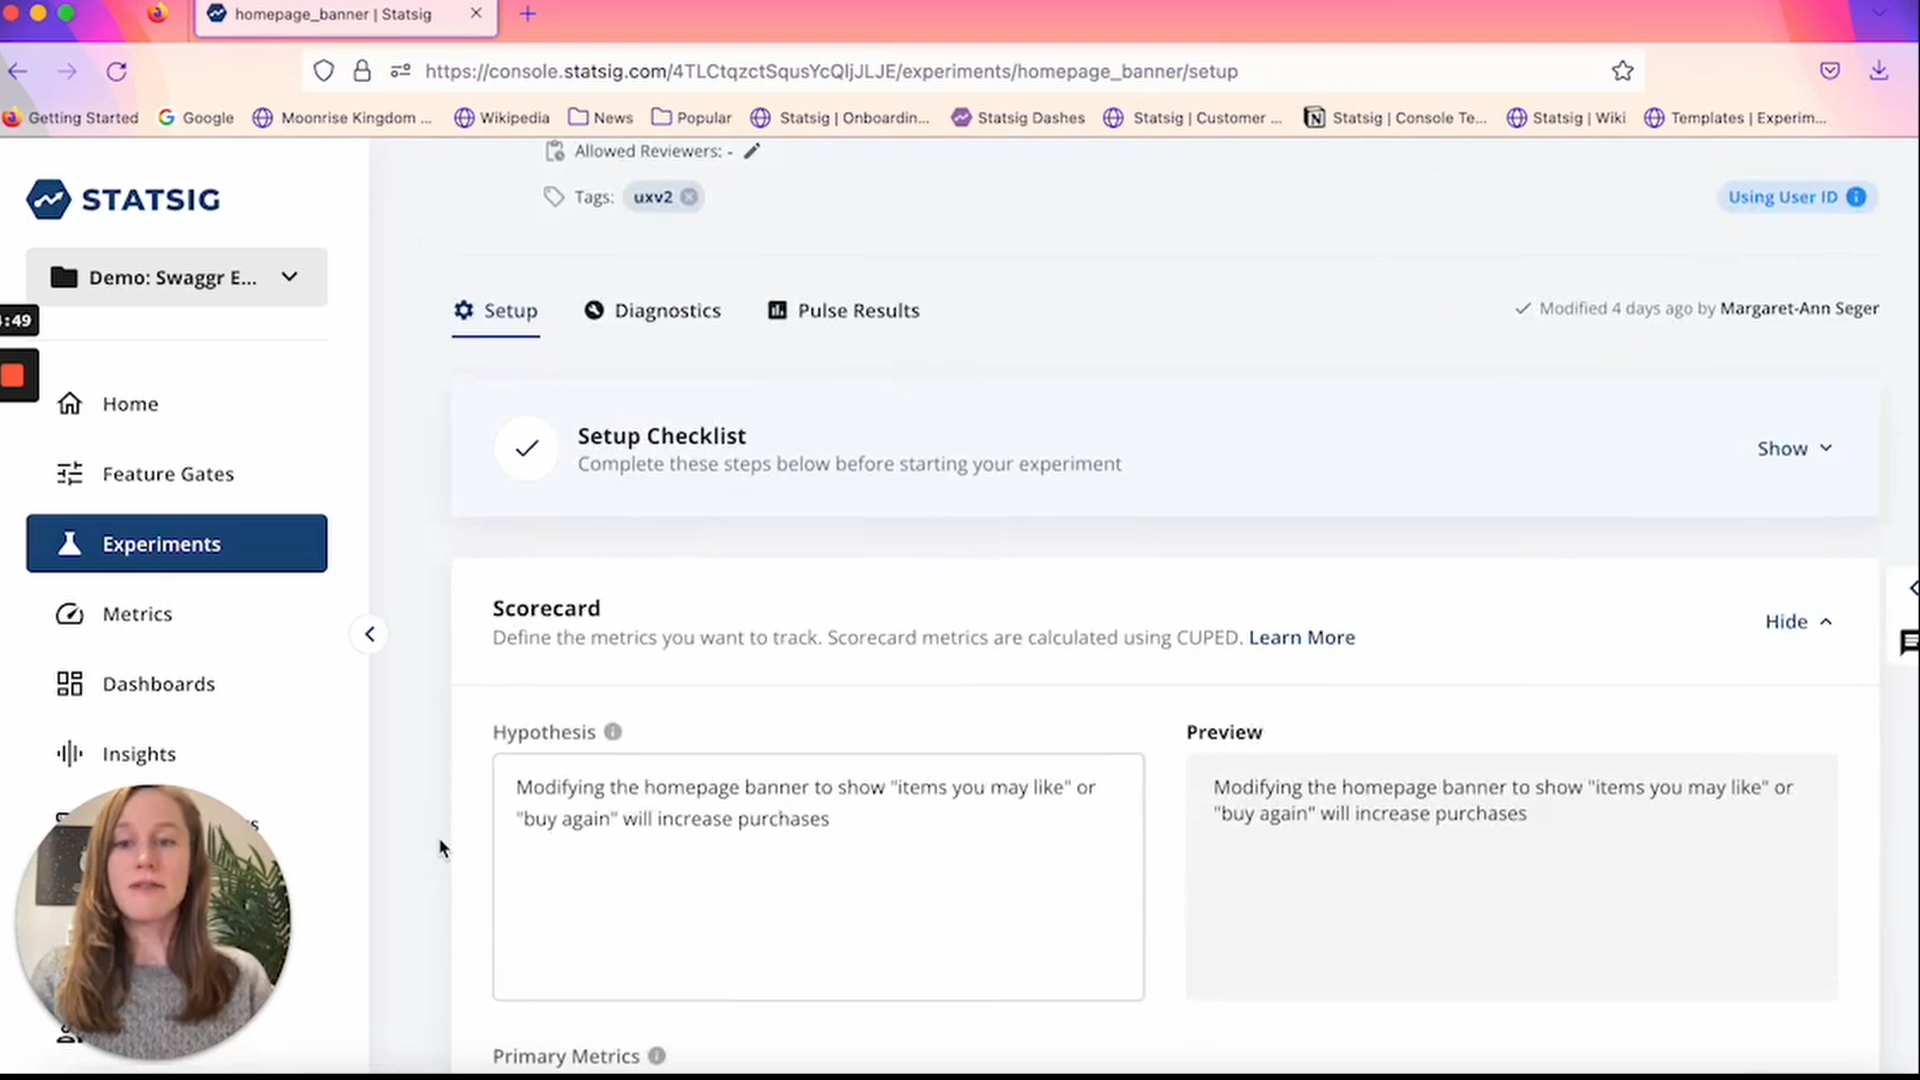 homepage_banner | Statsig
https://console.statsig.com/4TLCtqzctSqusYcQljJLJE/experiments/homepage_banner/setup
Getting Started Google Moonrise Kingdom ... Wikipedia News Popular Statsig | Onboardin... Statsig Dashes Statsig | Customer ... Statsig | Console Te... Statsig | Wiki Templates | Experim...
Allowed Reviewers: -
STATSIG
Tags: uxv2
Using User ID
Demo: Swaggr E...
:49
Setup Diagnostics Pulse Results
Modified 4 days ago by Margaret-Ann Seger
Home
Feature Gates
Experiments
Metrics
Dashboards
Insights
Setup Checklist
Complete these steps below before starting your experiment
Show
Scorecard
Define the metrics you want to track. Scorecard metrics are calculated using CUPED. Learn More
Hide
Hypothesis
Modifying the homepage banner to show "items you may like" or
"buy again" will increase purchases
Preview
Modifying the homepage banner to show "items you may like" or
"buy again" will increase purchases
Primary Metrics